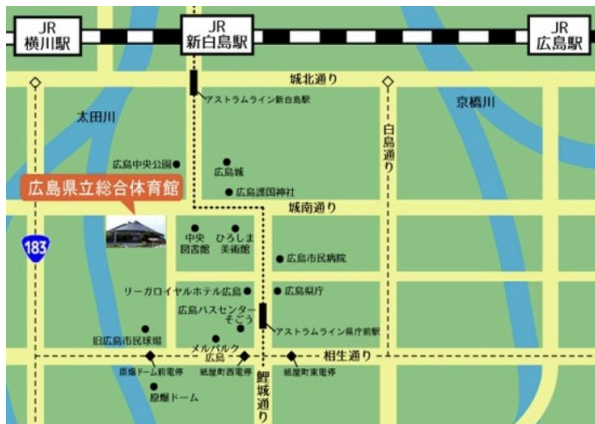 JR
横川駅
JR
新白島駅
JR
広島駅
城北通り
アストラムライン新白島駅
太田川
京橋川
白島通り
広島中央公園
広島城
広島県立総合体育館
広島護国神社
城南通り
183
中央
図書館
ひろしま
美術館
広島市民病院
リーガロイヤルホテル広島
広島県庁
広島バスセンター
そごう
アストラムライン県庁前駅
旧広島市民球場
メルパルク
広島
相生通り
原爆ドーム前電停
紙屋町西電停
紙屋町東電停
鯉城通り
原爆ドーム